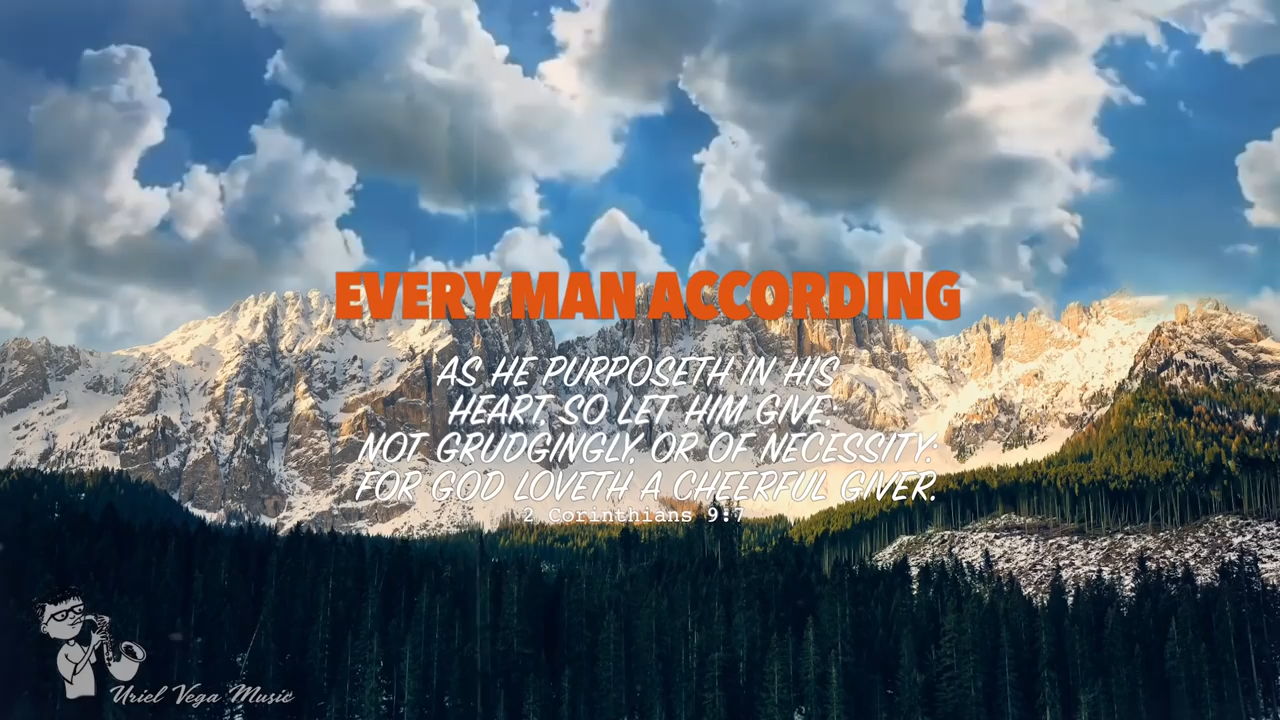 EVERY MAN ACCORDING
AS HE PURPOSETH IN HIS
HEART, SO LET HIM GIVE;
NOT GRUDGINGLY, OR OF NECESSITY:
FOR GOD LOVETH A CHEERFUL GIVER.
2 Corinthians 9:7
Uriel Vega Music